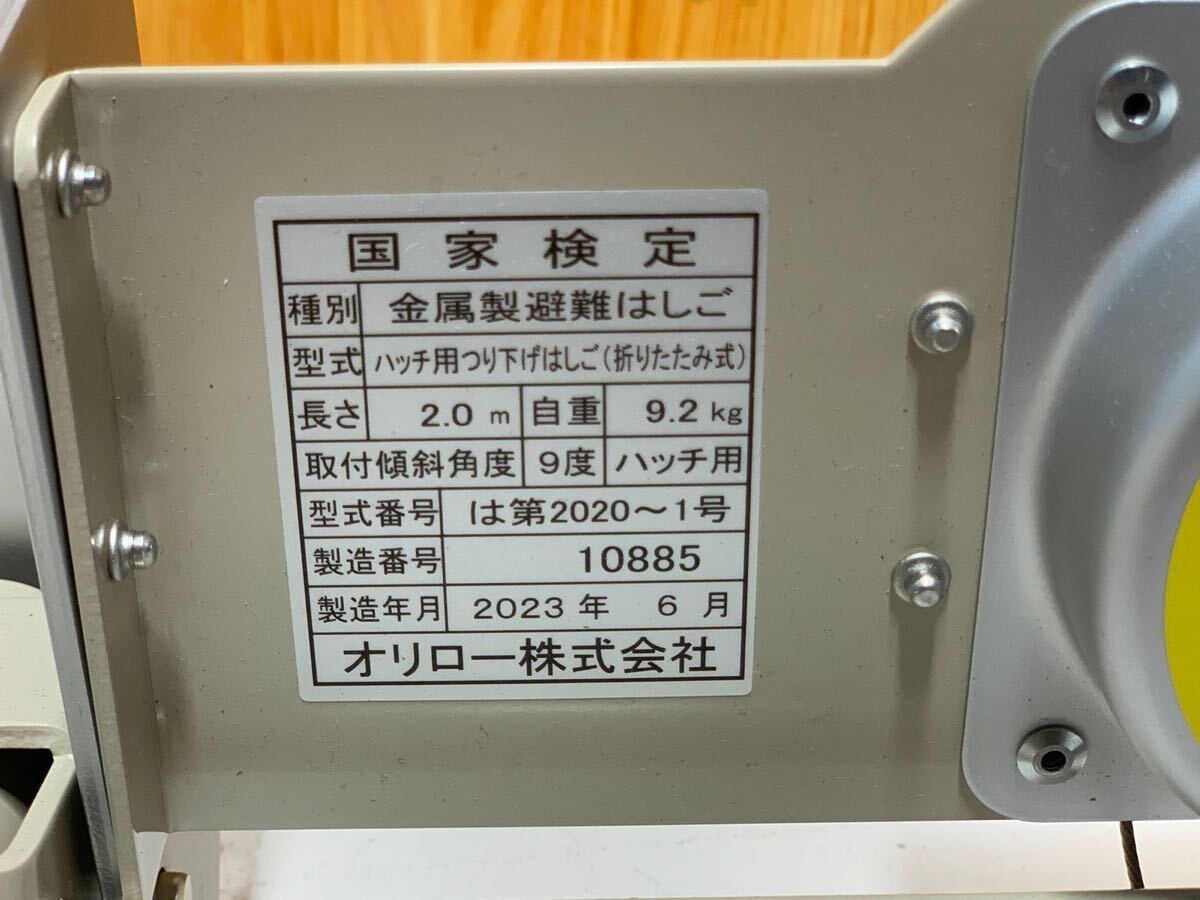 国家検定
種別 金属製避難はしご
型式 ハッチ用つり下げはしご(折りたたみ式)
長さ 2.0 m 自重 9.2 kg
取付傾斜角度 9度 ハッチ用
型式番号 は第2020～1号
製造番号 10885
製造年月 2023年 6月
オリロー株式会社